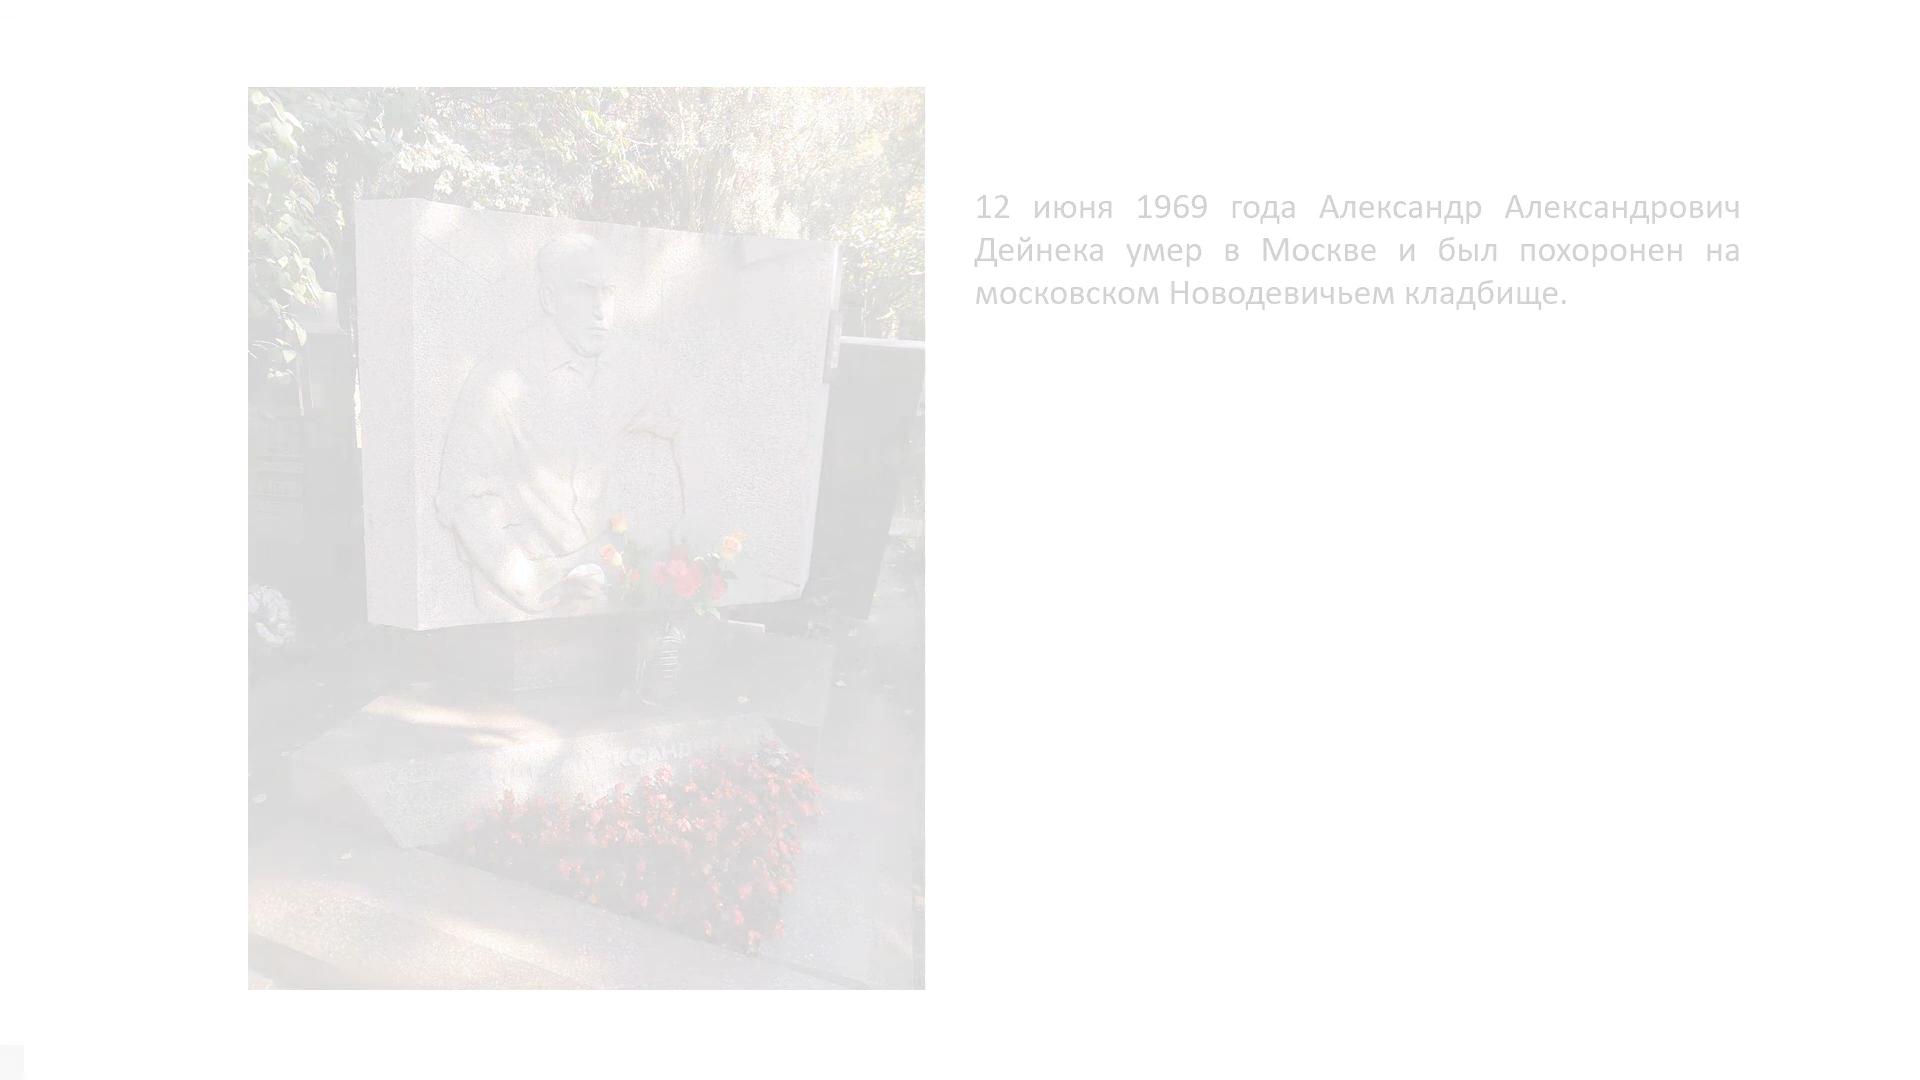 12 июня 1969 года Александр Александрович
Дейнека умер в Москве и был похоронен на
московском Новодевичьем кладбище.